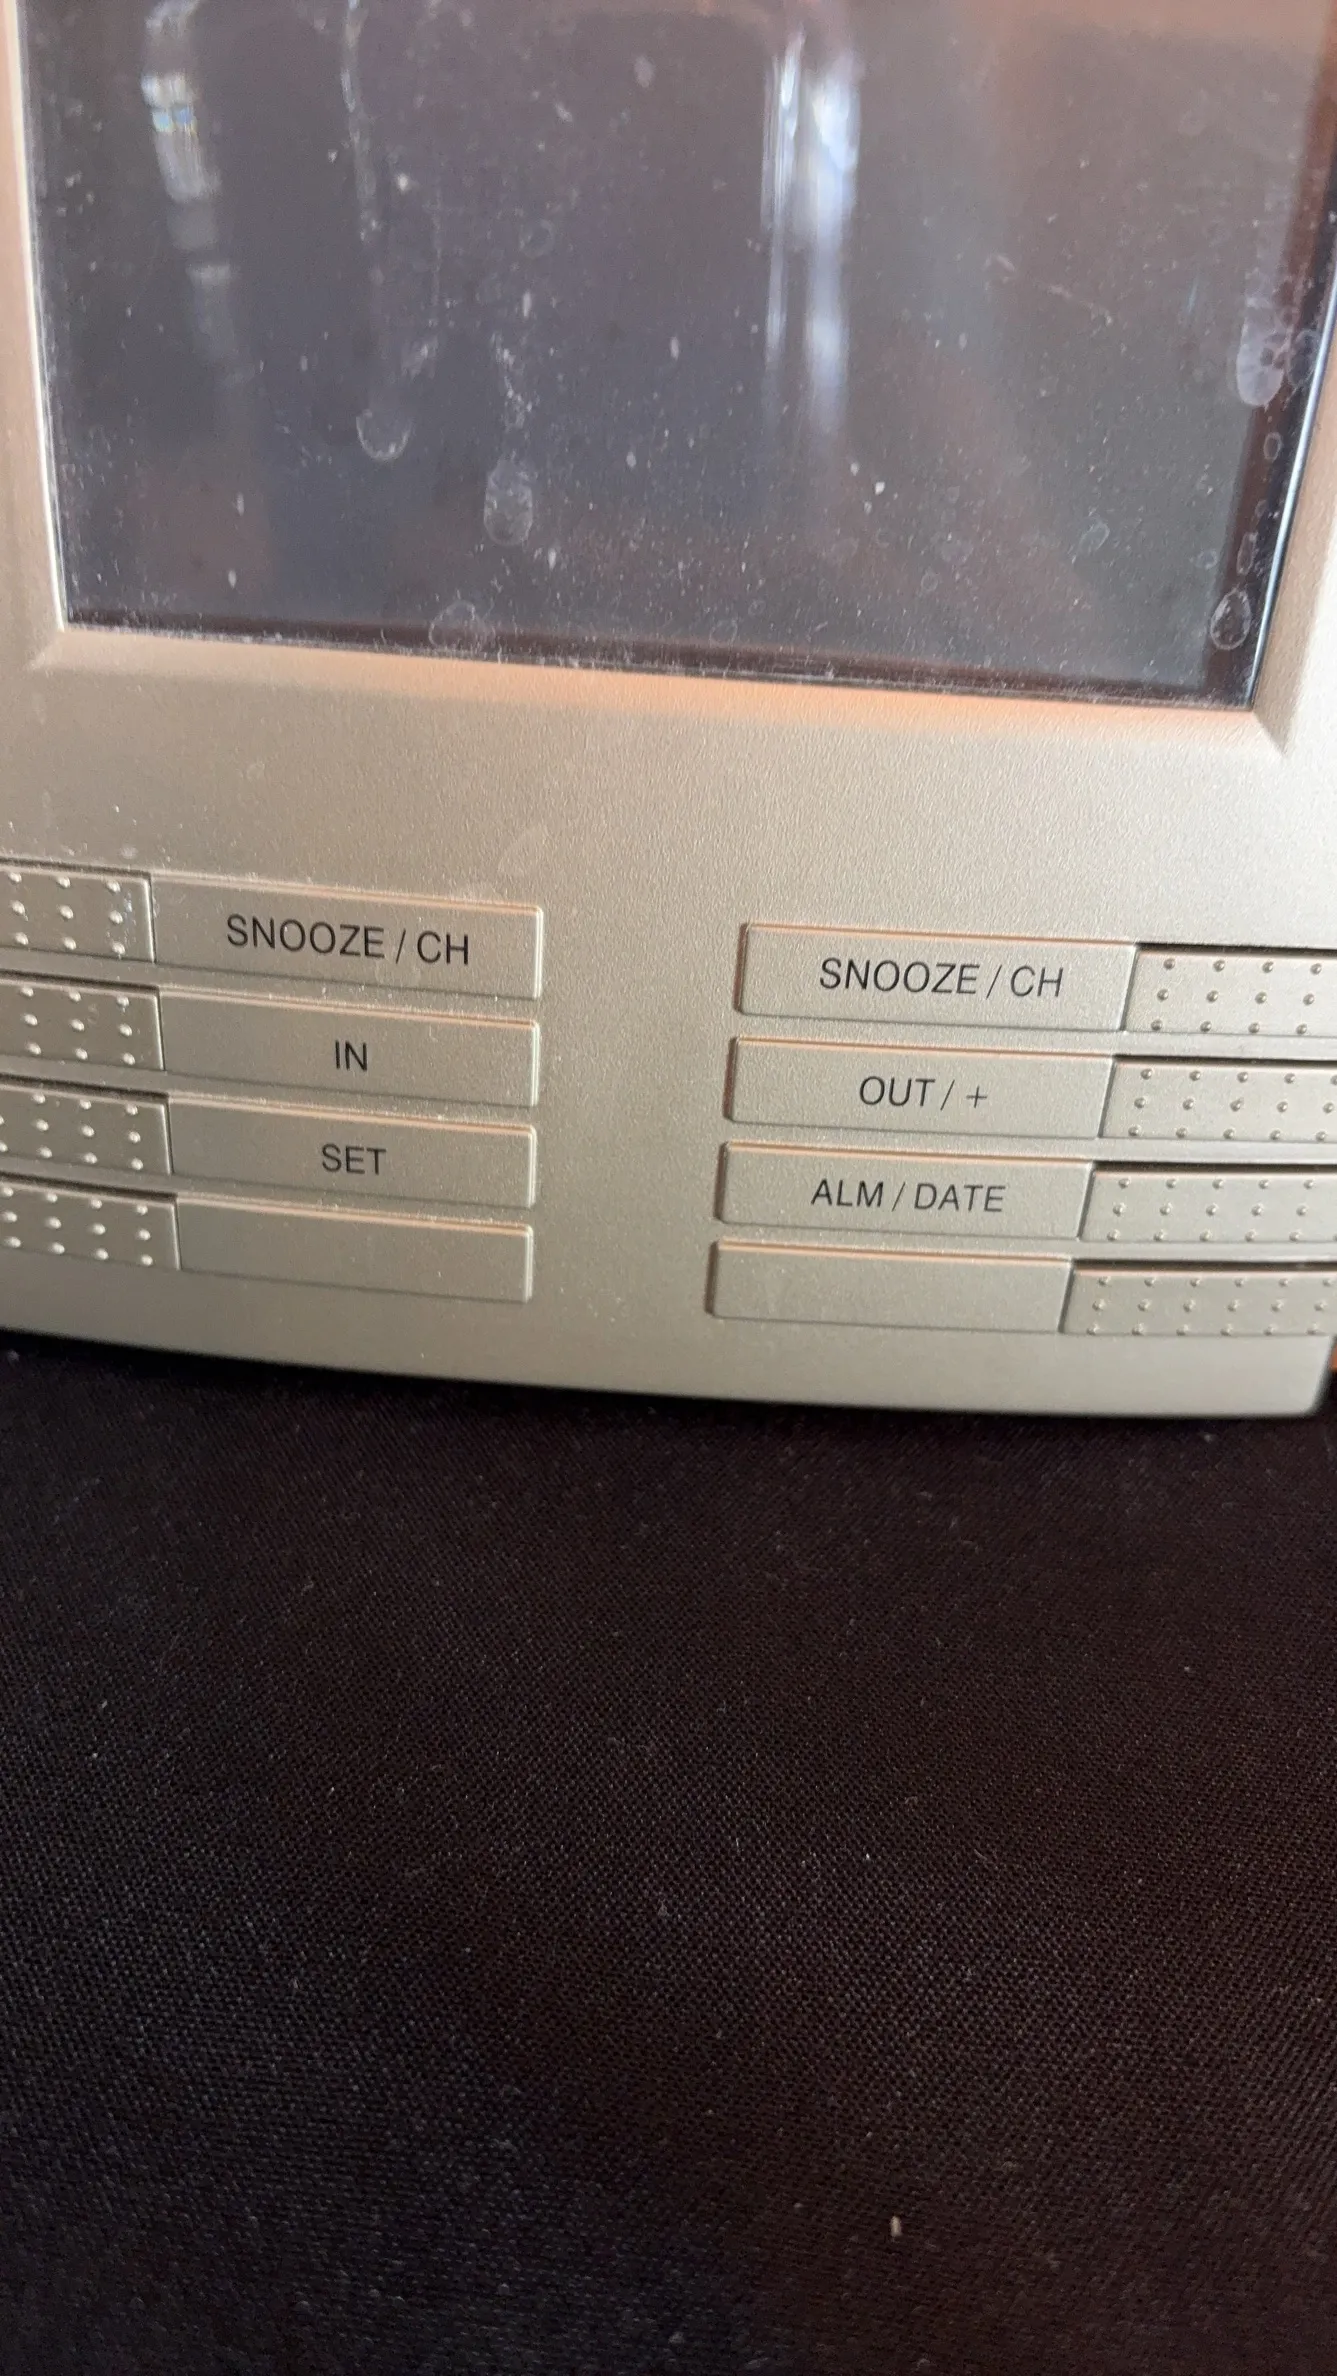 SNOOZE / CH
IN
SET
SNOOZE / CH
OUT / +
ALM / DATE